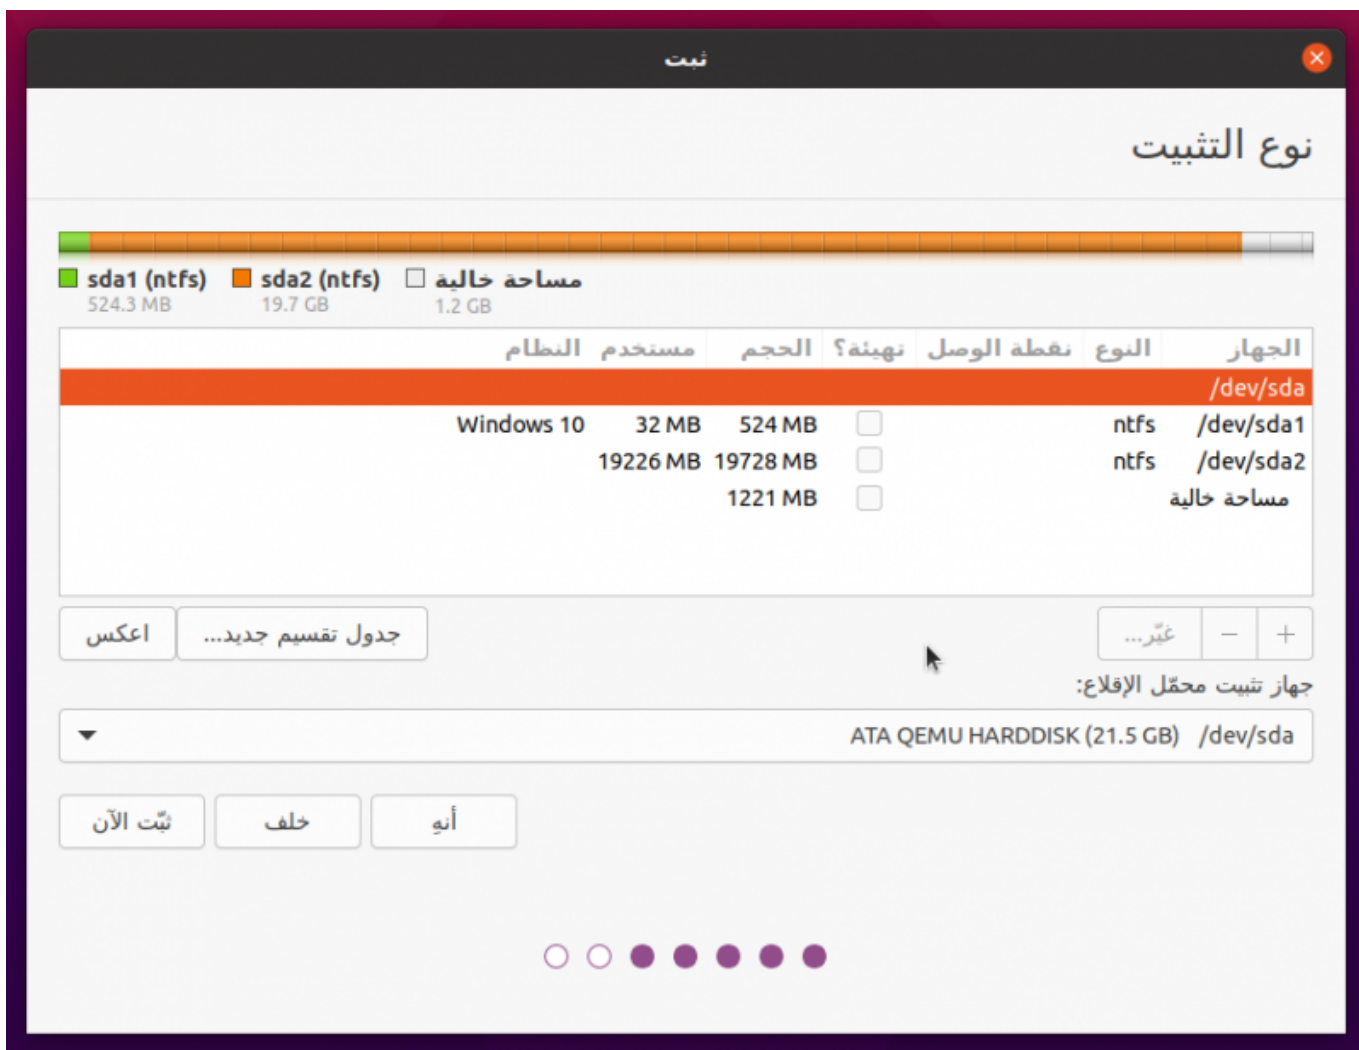 ثبت
نوع التثبيت
sda1 (ntfs) sda2 (ntfs) مساحة خالية
524.3 MB 19.7 GB 1.2 GB
الجهاز النوع نقطة الوصل تهيئة؟ الحجم مستخدم النظام
/dev/sda
/dev/sda1 ntfs 524 MB 32 MB Windows 10
/dev/sda2 ntfs 19728 MB 19226 MB
مساحة خالية 1221 MB
+ − غيّر... جدول تقسيم جديد... اعكس
جهاز تثبيت محمّل الإقلاع:
/dev/sda ATA QEMU HARDDISK (21.5 GB)
أنهِ خلف ثبّت الآن